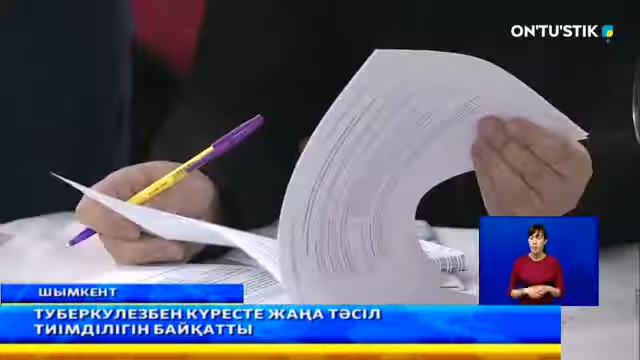 ON'TU'STIK
ШЫМКЕНТ
ТУБЕРКУЛЕЗБЕН КҮРЕСТЕ ЖАҢА ТӘСІЛ
ТИІМДІЛІГІН БАЙҚАТТЫ